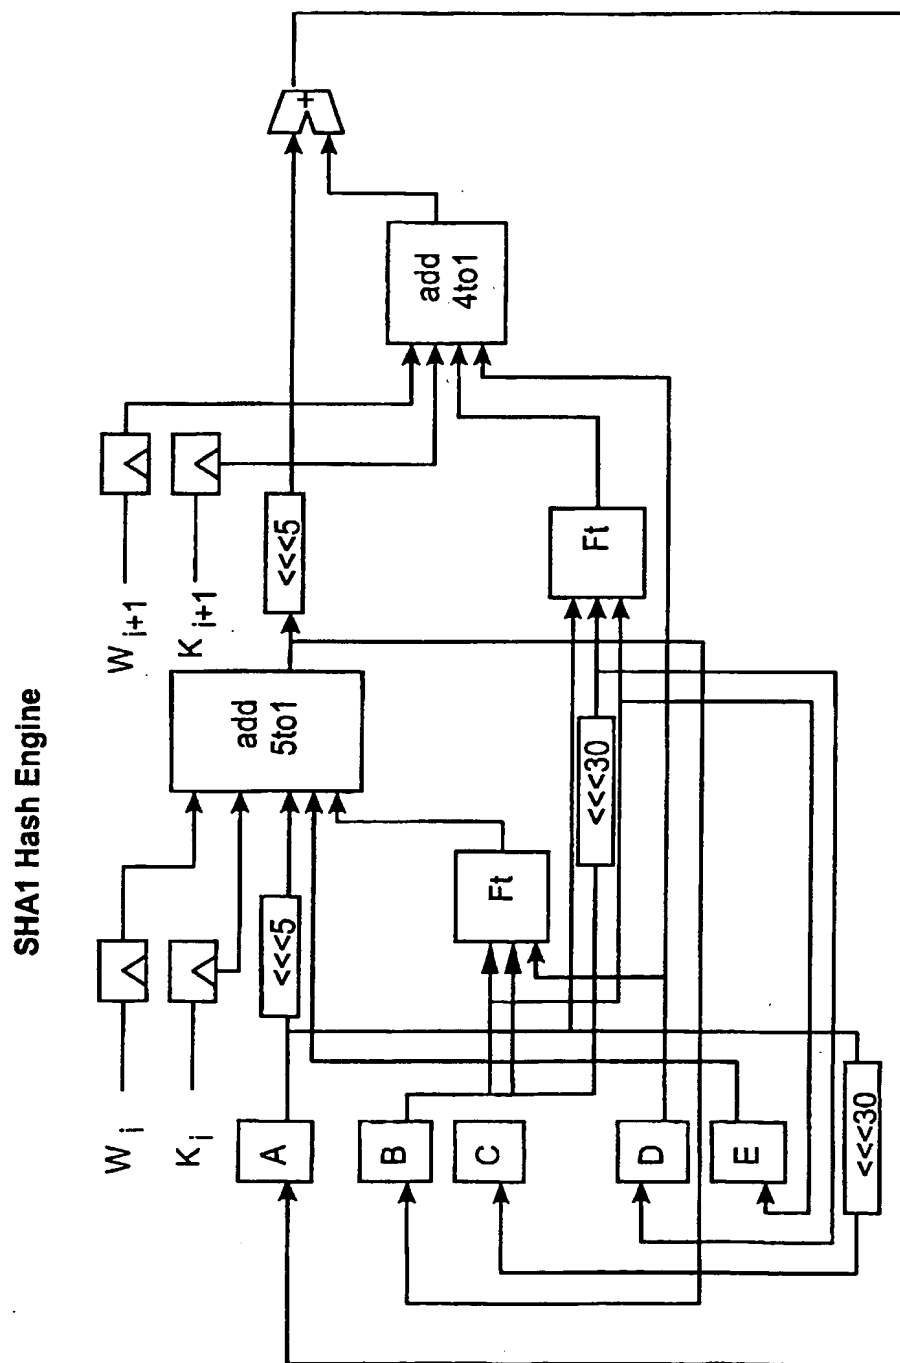 SHA1 Hash Engine
W i
K i
W i+1
K i+1
A
B
C
D
E
<<<5
<<<30
Ft
add
5to1
<<<30
<<<5
Ft
add
4to1
+